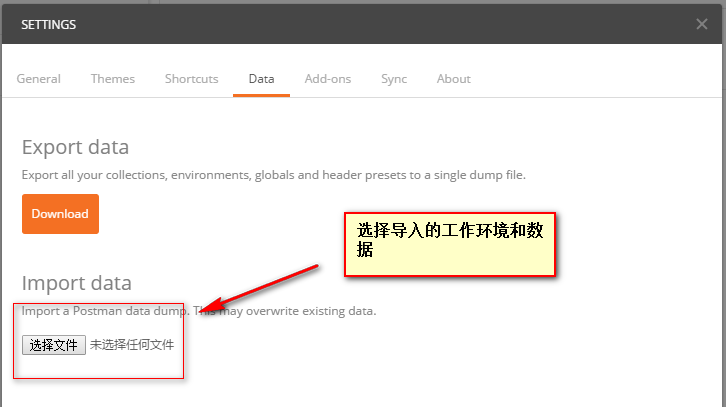 SETTINGS
General Themes Shortcuts Data Add-ons Sync About
Export data
Export all your collections, environments, globals and header presets to a single dump file.
Download
选择导入的工作环境和数
据
Import data
Import a Postman data dump. This may overwrite existing data.
选择文件 未选择任何文件